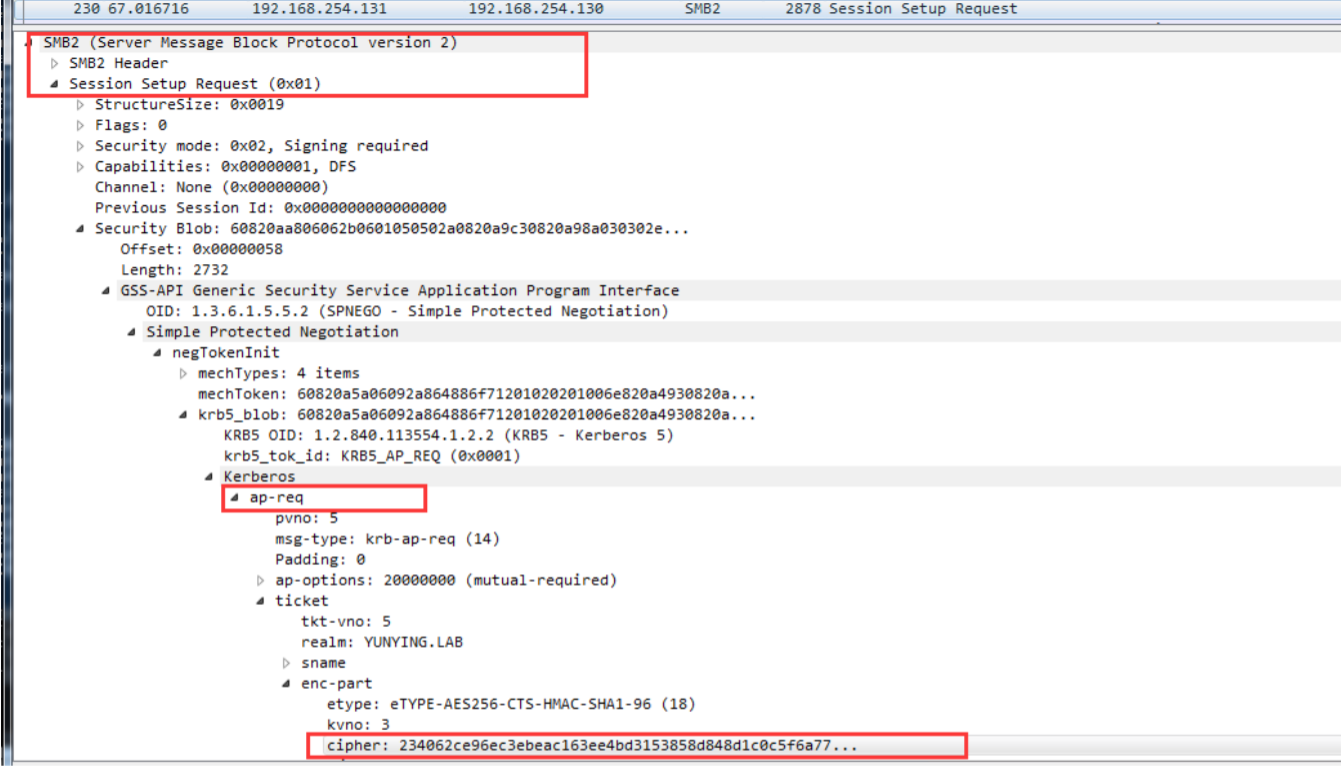 230 67.016716 192.168.254.131 192.168.254.130 SMB2 2878 Session Setup Request
SMB2 (Server Message Block Protocol version 2)
SMB2 Header
Session Setup Request (0x01)
StructureSize: 0x0019
Flags: 0
Security mode: 0x02, Signing required
Capabilities: 0x00000001, DFS
Channel: None (0x00000000)
Previous Session Id: 0x0000000000000000
Security Blob: 60820aa806062b0601050502a0820a9c30820a98a030302e...
Offset: 0x00000058
Length: 2732
GSS-API Generic Security Service Application Program Interface
OID: 1.3.6.1.5.5.2 (SPNEGO - Simple Protected Negotiation)
Simple Protected Negotiation
negTokenInit
mechTypes: 4 items
mechToken: 60820a5a06092a864886f71201020201006e820a4930820a...
krb5_blob: 60820a5a06092a864886f71201020201006e820a4930820a...
KRB5 OID: 1.2.840.113554.1.2.2 (KRB5 - Kerberos 5)
krb5_tok_id: KRB5_AP_REQ (0x0001)
Kerberos
ap-req
pvno: 5
msg-type: krb-ap-req (14)
Padding: 0
ap-options: 20000000 (mutual-required)
ticket
tkt-vno: 5
realm: YUNYING.LAB
sname
enc-part
etype: eTYPE-AES256-CTS-HMAC-SHA1-96 (18)
kvno: 3
cipher: 234062ce96ec3ebeac163ee4bd3153858d848d1c0c5f6a77...